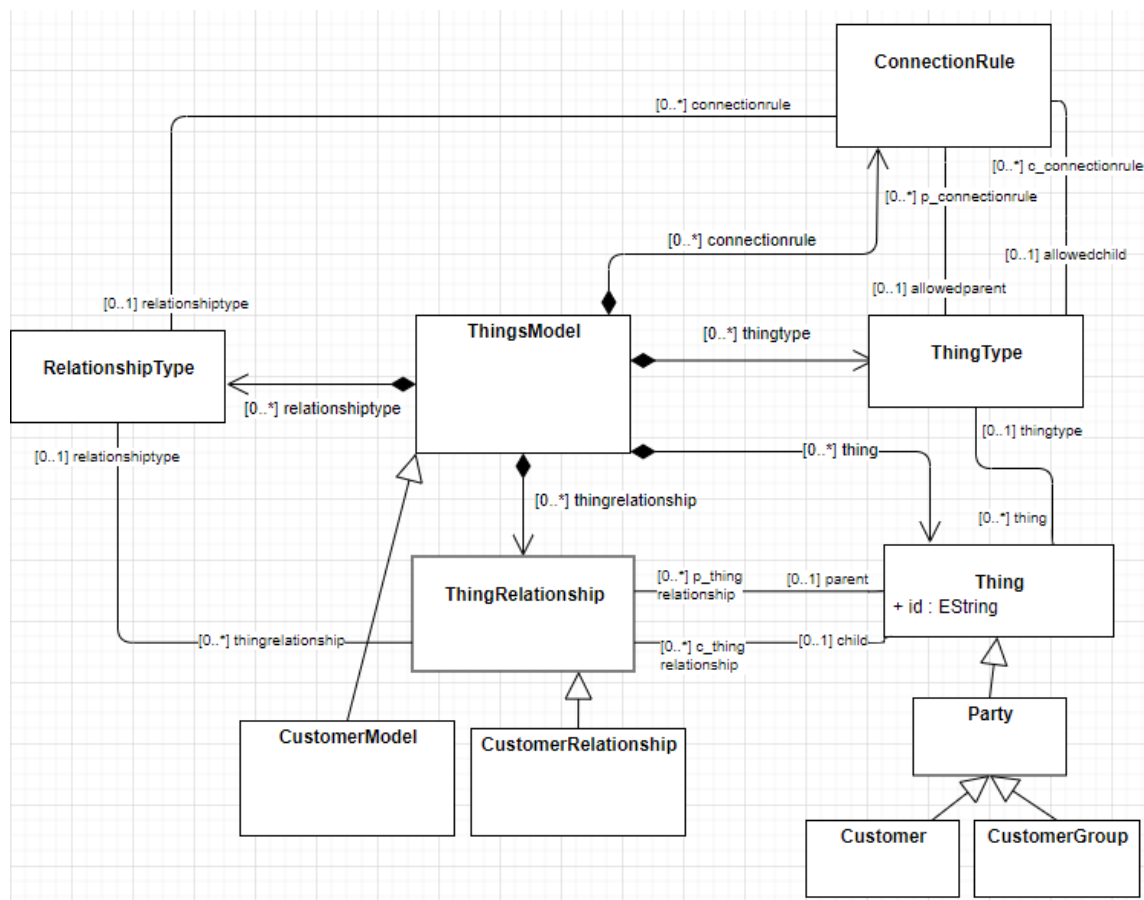 ConnectionRule
[0..*] connectionrule
[0..*] c_connectionrule
[0..*] p_connectionrule
[0..*] connectionrule
[0..1] allowedchild
[0..1] allowedparent
[0..1] relationshiptype
ThingsModel
[0..*] thingtype
ThingType
RelationshipType
[0..*] relationshiptype
[0..1] thingtype
[0..*] thing
[0..1] relationshiptype
[0..*] thingrelationship
[0..*] thing
ThingRelationship
[0..*] p_thing
relationship
[0..1] parent
Thing
+ id : EString
[0..*] thingrelationship
[0..*] c_thing
relationship
[0..1] child
Party
CustomerModel
CustomerRelationship
Customer
CustomerGroup